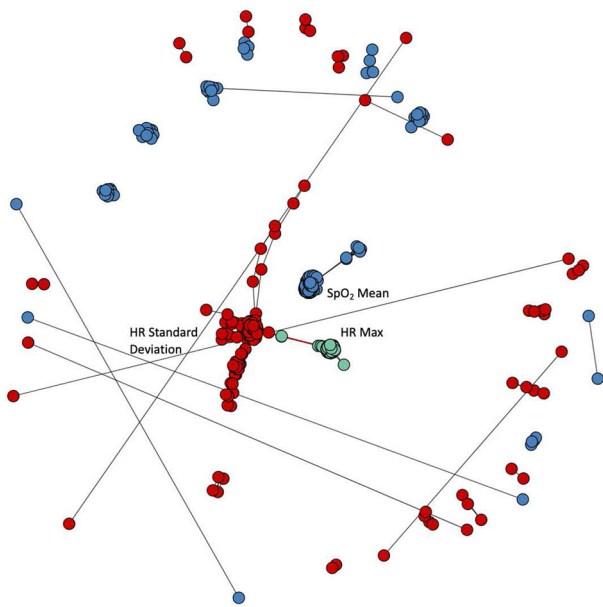 SpO₂ Mean
HR Standard
Deviation
HR Max